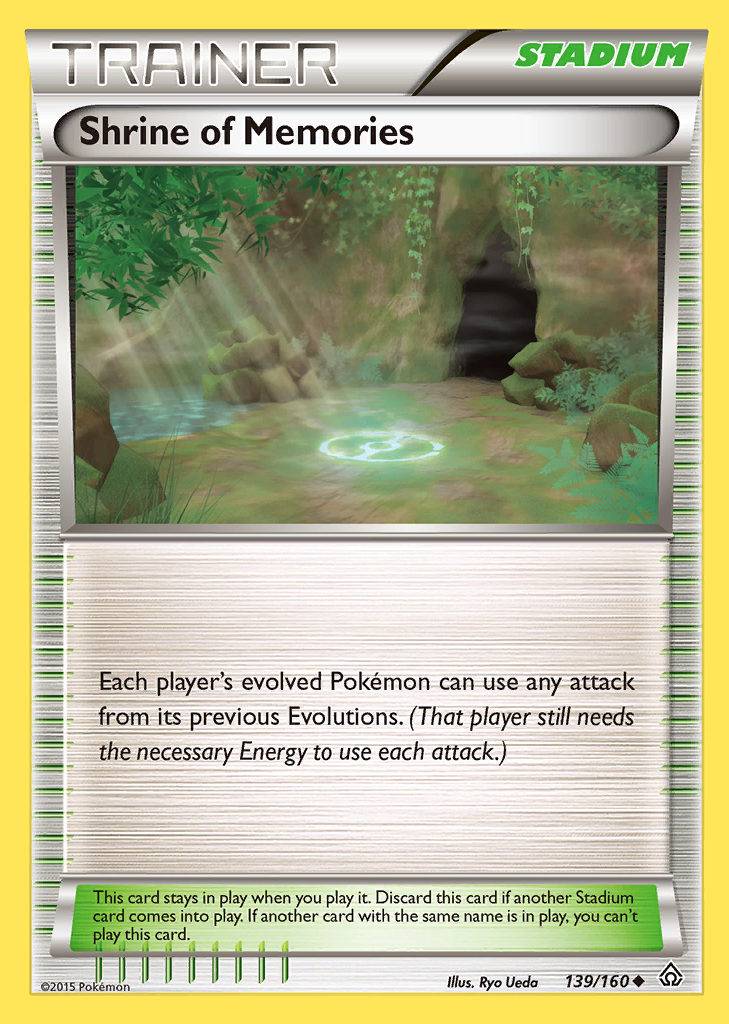 TRAINER
STADIUM
Shrine of Memories
Each player's evolved Pokémon can use any attack
from its previous Evolutions. (That player still needs
the necessary Energy to use each attack.)
This card stays in play when you play it. Discard this card if another Stadium
card comes into play. If another card with the same name is in play, you can't
play this card.
©2015 Pokémon
Illus. Ryo Ueda
139/160